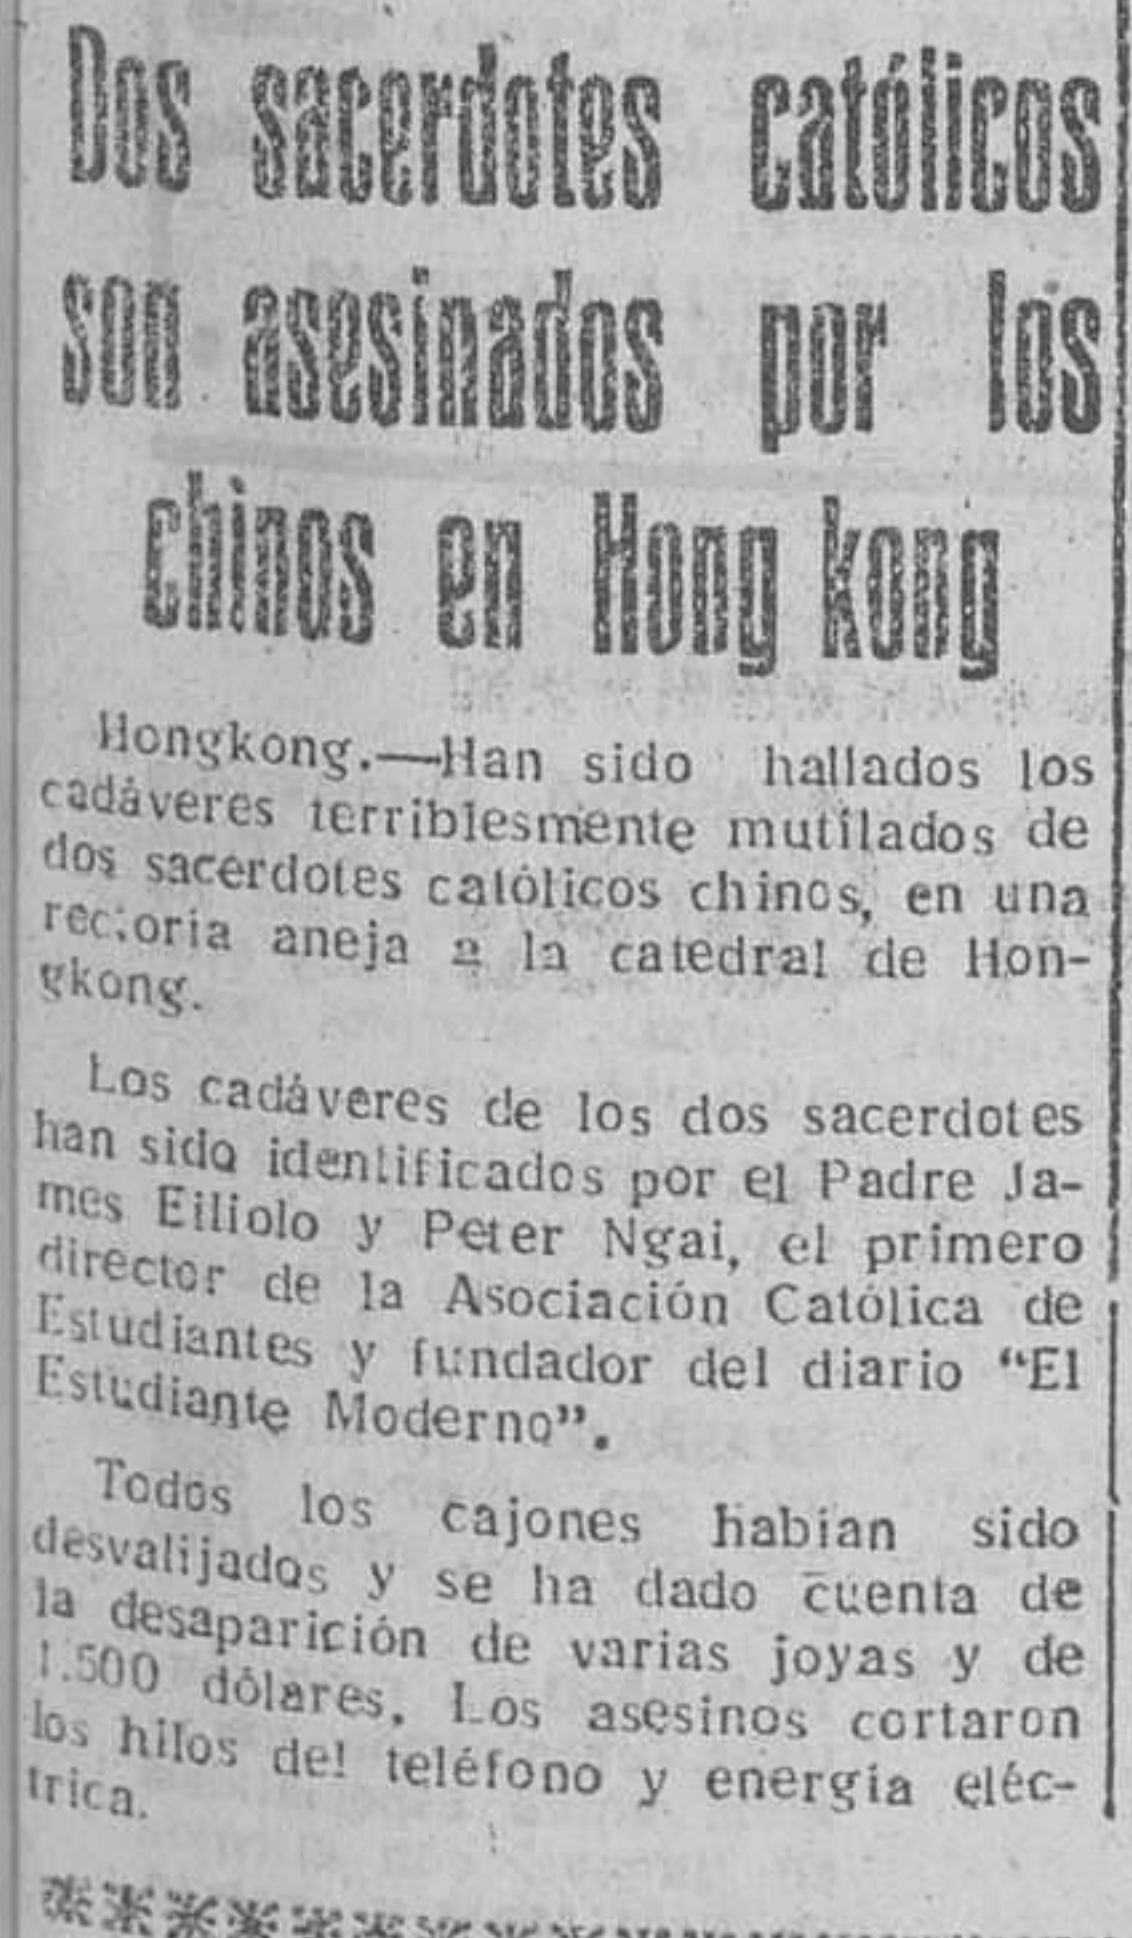 Dos sacerdotes católicos
son asesinados por los
chinos en Hong kong
Hongkong.—Han sido hallados los
cadáveres terriblesmente mutilados de
dos sacerdotes católicos chinos, en una
rectoria aneja a la catedral de Hon-
gkong.
Los cadáveres de los dos sacerdotes
han sido identificados por el Padre Ja-
mes Eiliolo y Peter Ngai, el primero
director de la Asociación Católica de
Estudiantes y fundador del diario “El
Estudiante Moderno”.
Todos los cajones habian sido
desvalijados y se ha dado cuenta de
la desaparición de varias joyas y de
1.500 dólares. Los asesinos cortaron
los hilos del teléfono y energía eléc-
trica.